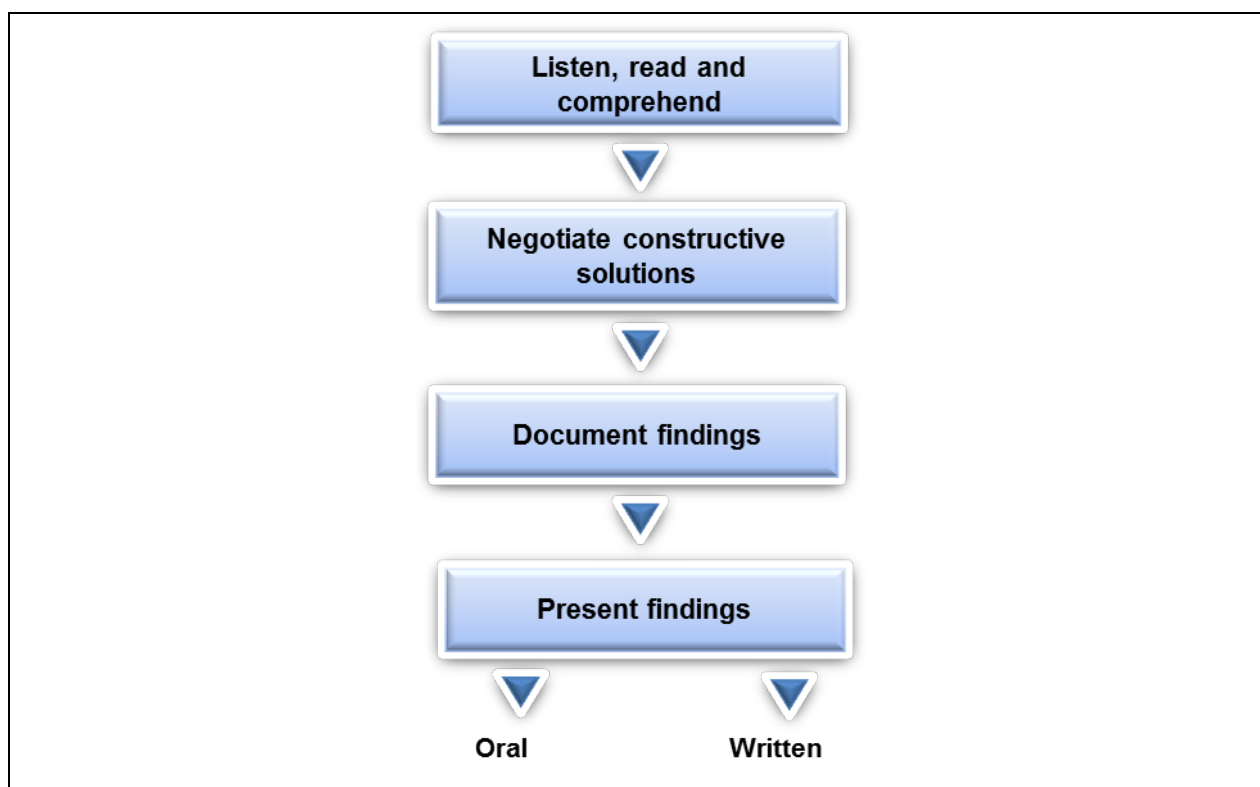 Listen, read and
comprehend
Negotiate constructive
solutions
Document findings
Present findings
Oral
Written